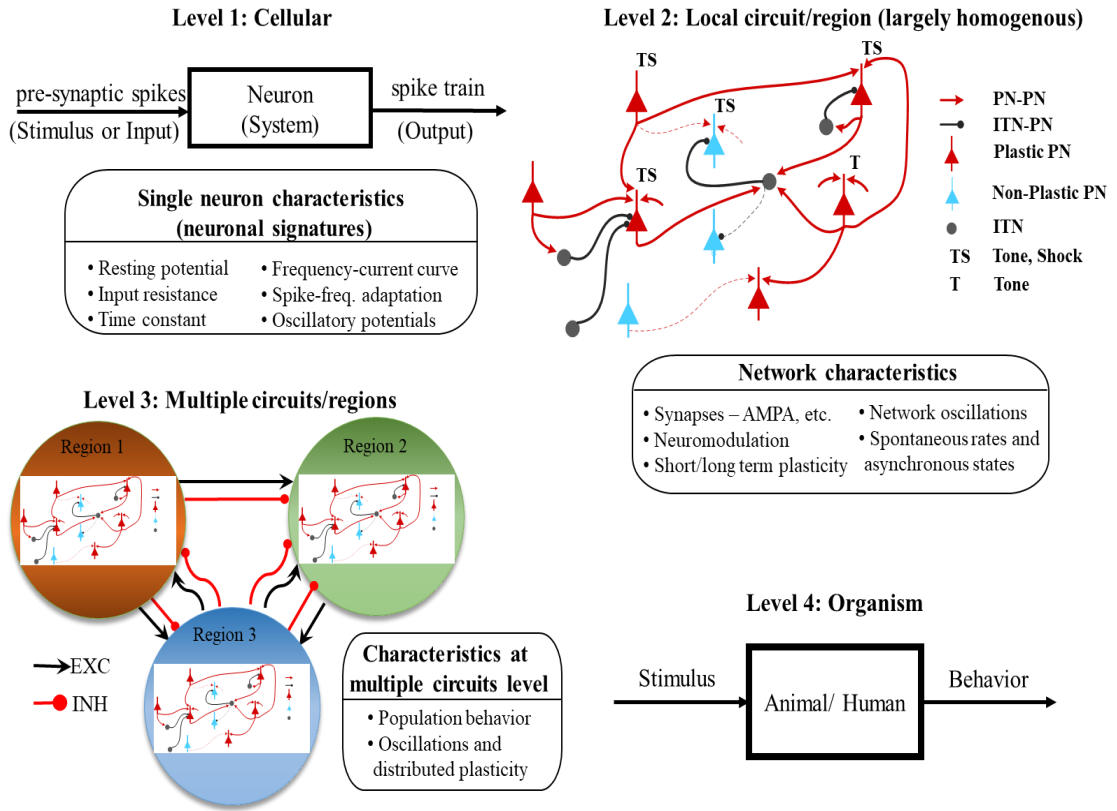 Level 1: Cellular
pre-synaptic spikes
(Stimulus or Input)
Neuron
(System)
spike train
(Output)
Single neuron characteristics
(neuronal signatures)
• Resting potential
• Input resistance
• Time constant
• Frequency-current curve
• Spike-freq. adaptation
• Oscillatory potentials
Level 2: Local circuit/region (largely homogenous)
TS
TS
TS
TS
T
PN-PN
ITN-PN
Plastic PN
Non-Plastic PN
ITN
TS Tone, Shock
T Tone
Network characteristics
• Synapses – AMPA, etc.
• Neuromodulation
• Short/long term plasticity
• Network oscillations
• Spontaneous rates and
asynchronous states
Level 3: Multiple circuits/regions
Region 1
Region 2
Region 3
EXC
INH
Characteristics at
multiple circuits level
• Population behavior
• Oscillations and
distributed plasticity
Level 4: Organism
Stimulus
Animal/ Human
Behavior